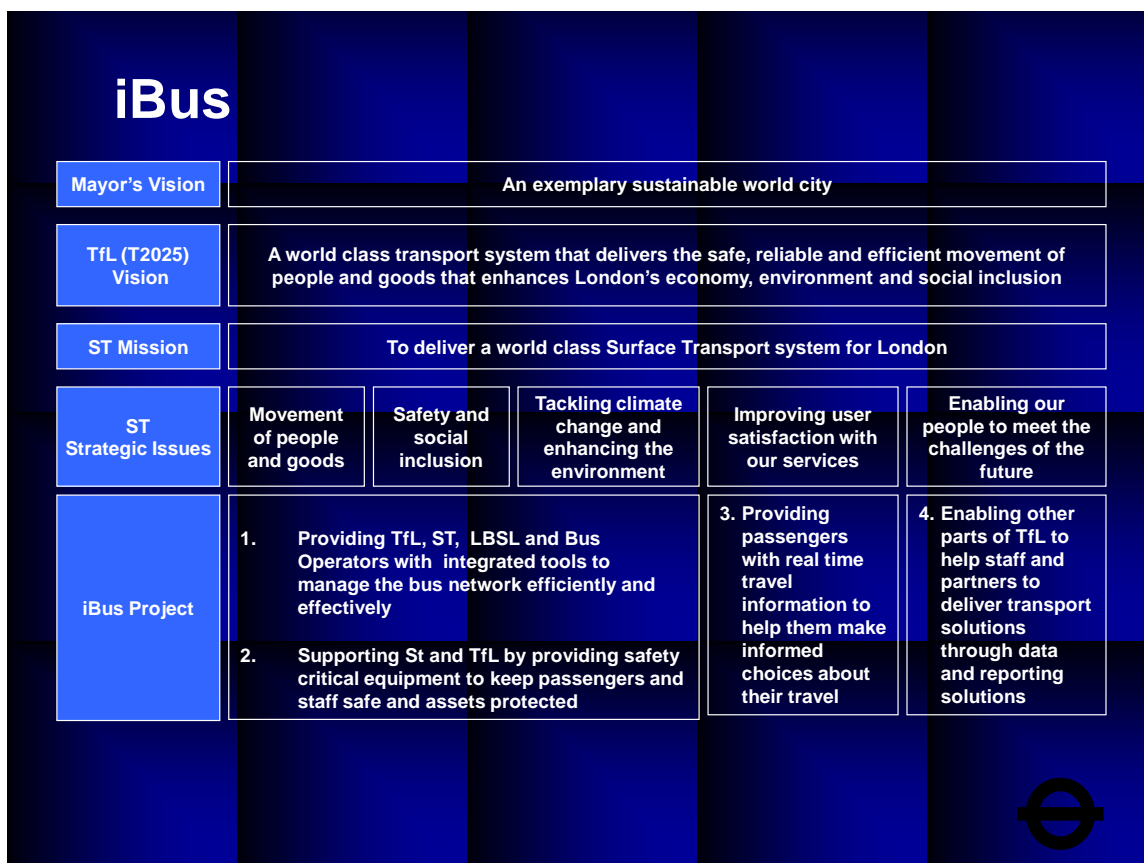 iBus
Mayor's Vision
An exemplary sustainable world city
TfL (T2025)
Vision
A world class transport system that delivers the safe, reliable and efficient movement of
people and goods that enhances London's economy, environment and social inclusion
ST Mission
To deliver a world class Surface Transport system for London
ST
Strategic Issues
Movement
of people
and goods
Safety and
social
inclusion
Tackling climate
change and
enhancing the
environment
Improving user
satisfaction with
our services
Enabling our
people to meet the
challenges of the
future
iBus Project
1. Providing TfL, ST, LBSL and Bus
Operators with integrated tools to
manage the bus network efficiently and
effectively
2. Supporting St and TfL by providing safety
critical equipment to keep passengers and
staff safe and assets protected
3. Providing
passengers
with real time
travel
information to
help them make
informed
choices about
their travel
4. Enabling other
parts of TfL to
help staff and
partners to
deliver transport
solutions
through data
and reporting
solutions